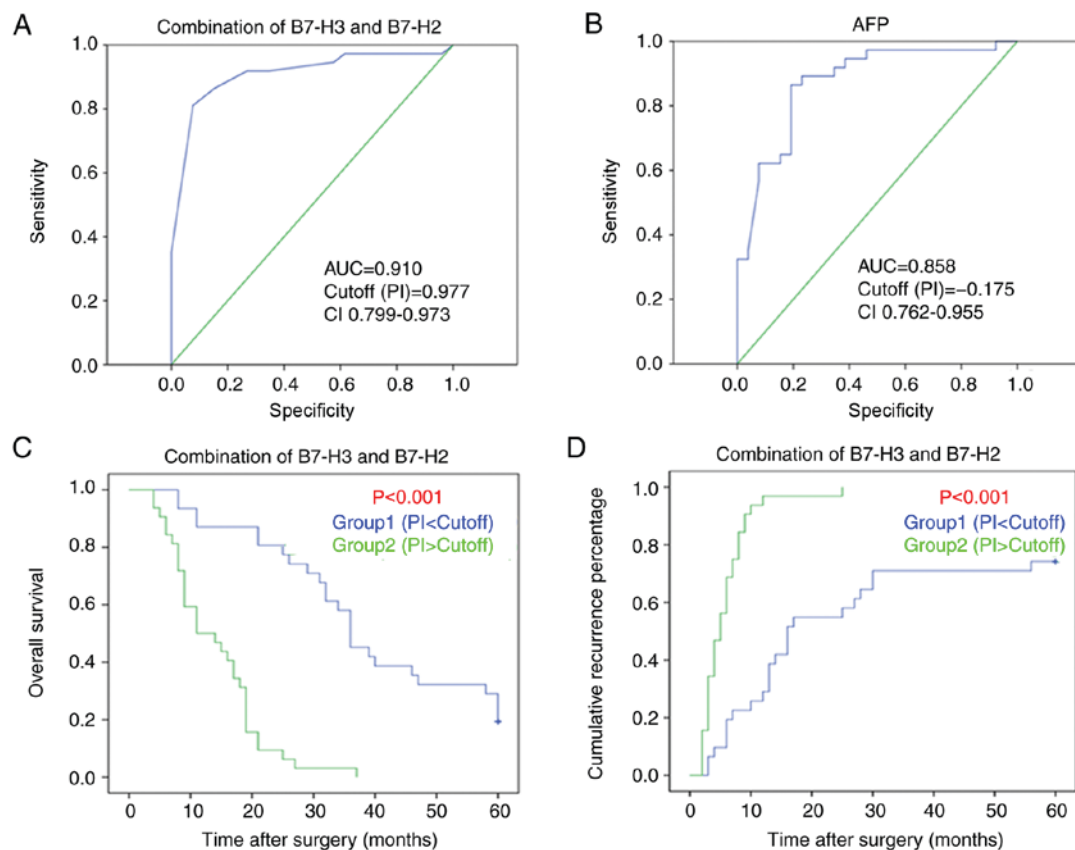 A
Combination of B7-H3 and B7-H2
1.0
0.8
0.6
0.4
0.2
0.0
Sensitivity
AUC=0.910
Cutoff (PI)=0.977
CI 0.799-0.973
0.0 0.2 0.4 0.6 0.8 1.0
Specificity
B
AFP
1.0
0.8
0.6
0.4
0.2
0.0
Sensitivity
AUC=0.858
Cutoff (PI)=−0.175
CI 0.762-0.955
0.0 0.2 0.4 0.6 0.8 1.0
Specificity
C
Combination of B7-H3 and B7-H2
1.0
0.8
0.6
0.4
0.2
0.0
Overall survival
P<0.001
Group1 (PI<Cutoff)
Group2 (PI>Cutoff)
0 10 20 30 40 50 60
Time after surgery (months)
D
Combination of B7-H3 and B7-H2
1.0
0.8
0.6
0.4
0.2
0.0
Cumulative recurrence percentage
P<0.001
Group1 (PI<Cutoff)
Group2 (PI>Cutoff)
0 10 20 30 40 50 60
Time after surgery (months)